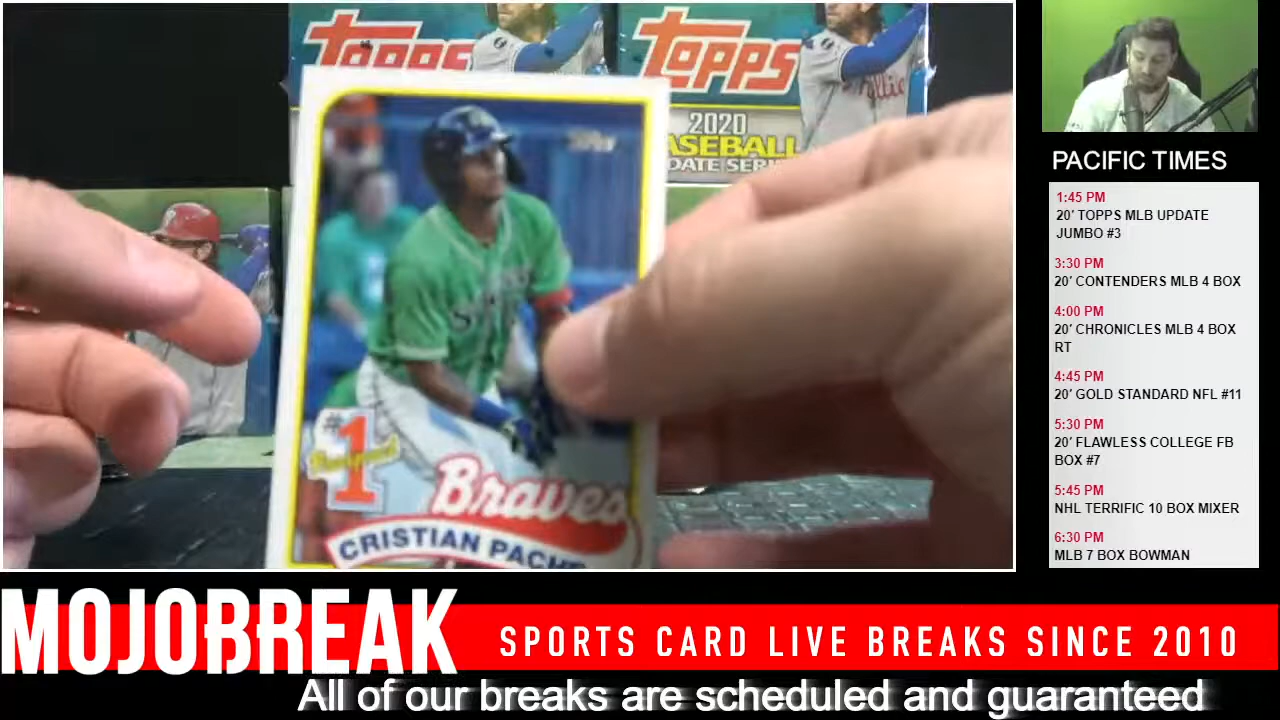 Topps
Topps
2020
BASEBALL
UPDATE SERIES
Phillies
Topps
#1
Braves
CRISTIAN PACHE
PACIFIC TIMES
1:45 PM
20' TOPPS MLB UPDATE
JUMBO #3
3:30 PM
20' CONTENDERS MLB 4 BOX
4:00 PM
20' CHRONICLES MLB 4 BOX
RT
4:45 PM
20' GOLD STANDARD NFL #11
5:30 PM
20' FLAWLESS COLLEGE FB
BOX #7
5:45 PM
NHL TERRIFIC 10 BOX MIXER
6:30 PM
MLB 7 BOX BOWMAN
MOJOBREAK
SPORTS CARD LIVE BREAKS SINCE 2010
All of our breaks are scheduled and guaranteed